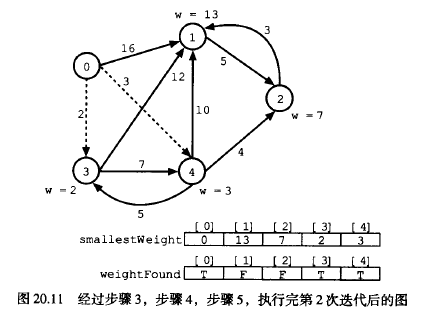 w = 13
1
3
16
0
5
12
3
2
10
2
w = 7
4
7
3
4
w = 2
w = 3
5
[ 0] [ 1] [ 2] [ 3] [ 4]
smallestWeight 0 13 7 2 3
[ 0] [ 1] [ 2] [ 3] [ 4]
weightFound T F F T T
图 20.11 经过步骤 3，步骤 4，步骤 5，执行完第 2 次迭代后的图